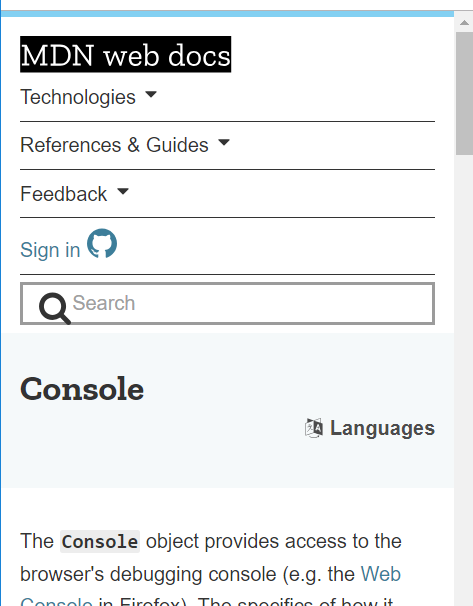 MDN web docs
Technologies
References & Guides
Feedback
Sign in
Search
Console
Languages
The Console object provides access to the
browser's debugging console (e.g. the Web
Console in Firefox). The specifics of how it